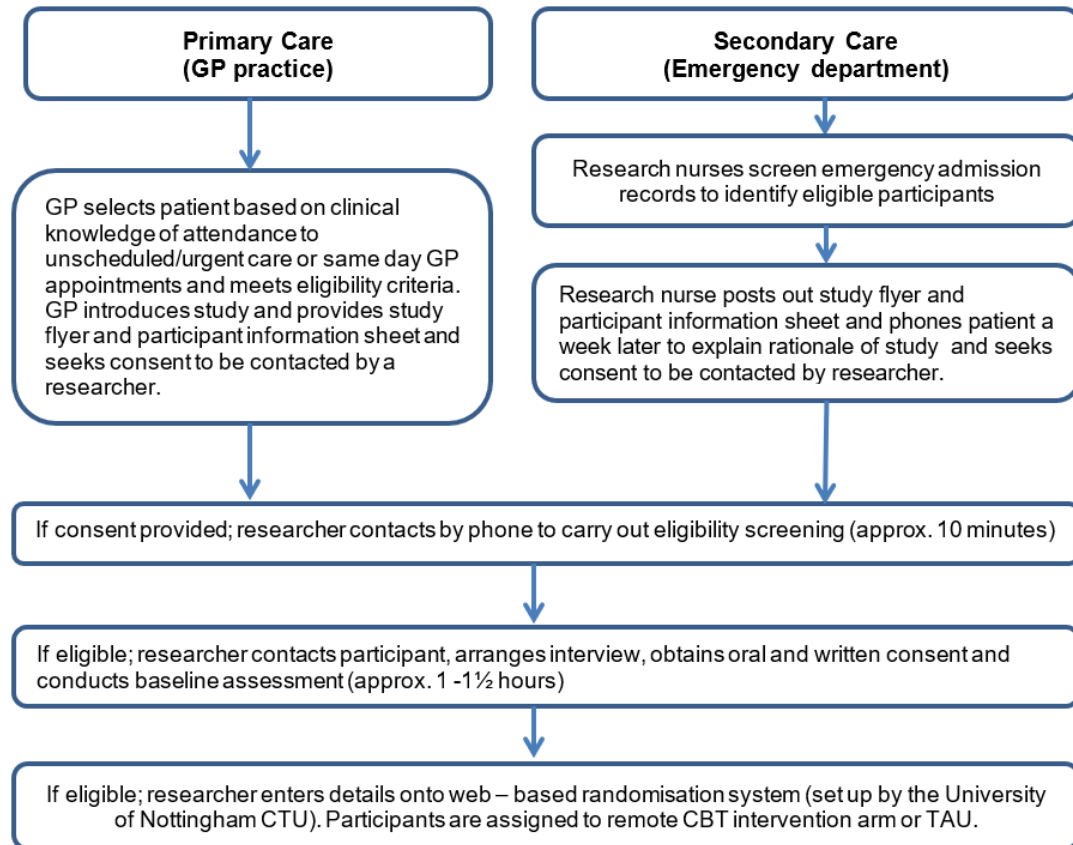 Primary Care
(GP practice)
Secondary Care
(Emergency department)
GP selects patient based on clinical
knowledge of attendance to
unscheduled/urgent care or same day GP
appointments and meets eligibility criteria.
GP introduces study and provides study
flyer and participant information sheet and
seeks consent to be contacted by a
researcher.
Research nurses screen emergency admission
records to identify eligible participants
Research nurse posts out study flyer and
participant information sheet and phones patient a
week later to explain rationale of study and seeks
consent to be contacted by researcher.
If consent provided; researcher contacts by phone to carry out eligibility screening (approx. 10 minutes)
If eligible; researcher contacts participant, arranges interview, obtains oral and written consent and
conducts baseline assessment (approx. 1 -1½ hours)
If eligible; researcher enters details onto web – based randomisation system (set up by the University
of Nottingham CTU). Participants are assigned to remote CBT intervention arm or TAU.